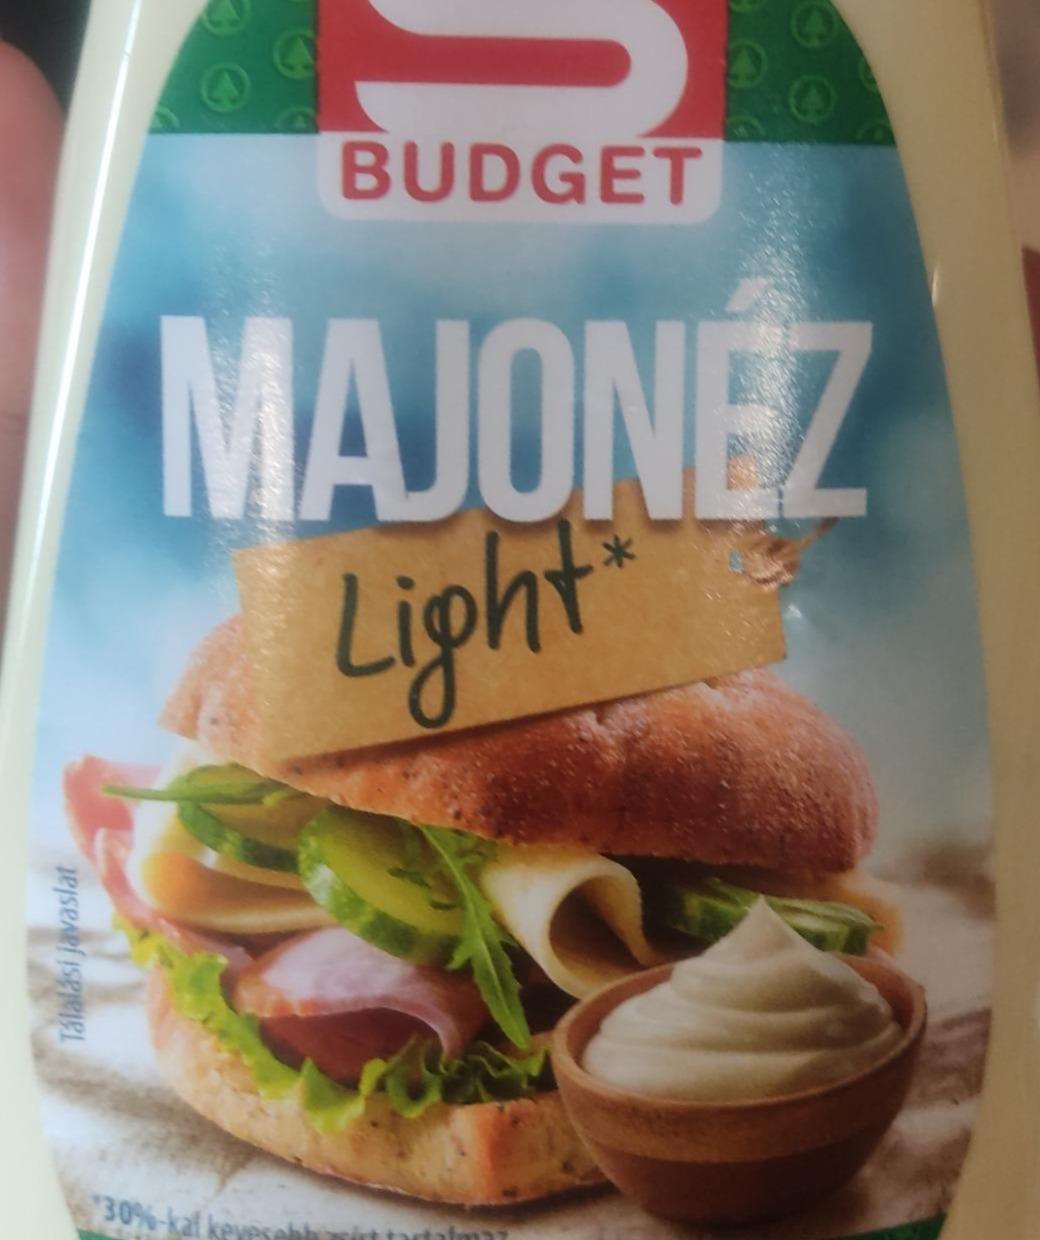 BUDGET
MAJONÉZ
Light*
Tálalási javaslat
*30%-kal kevesebb zsírt tartalmaz